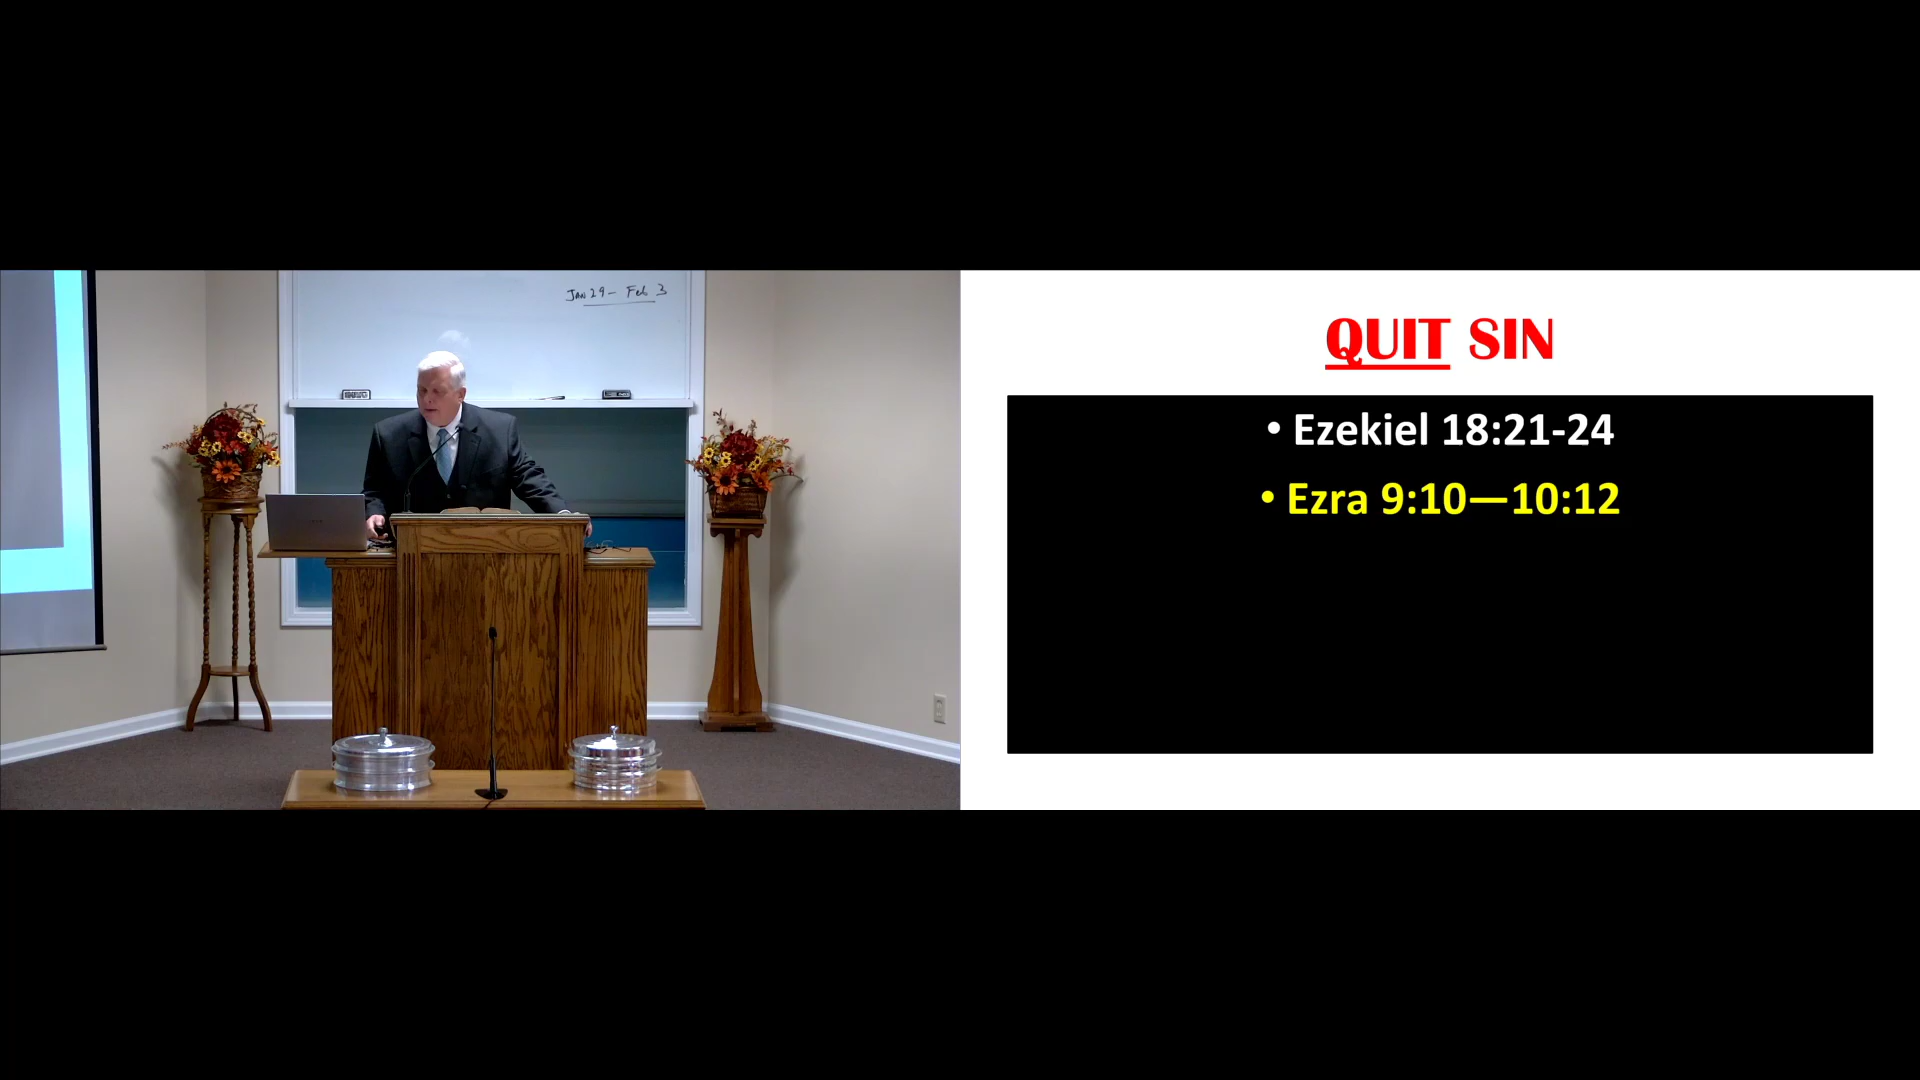 Jan 29 - Feb 3
QUIT SIN
• Ezekiel 18:21-24
• Ezra 9:10—10:12